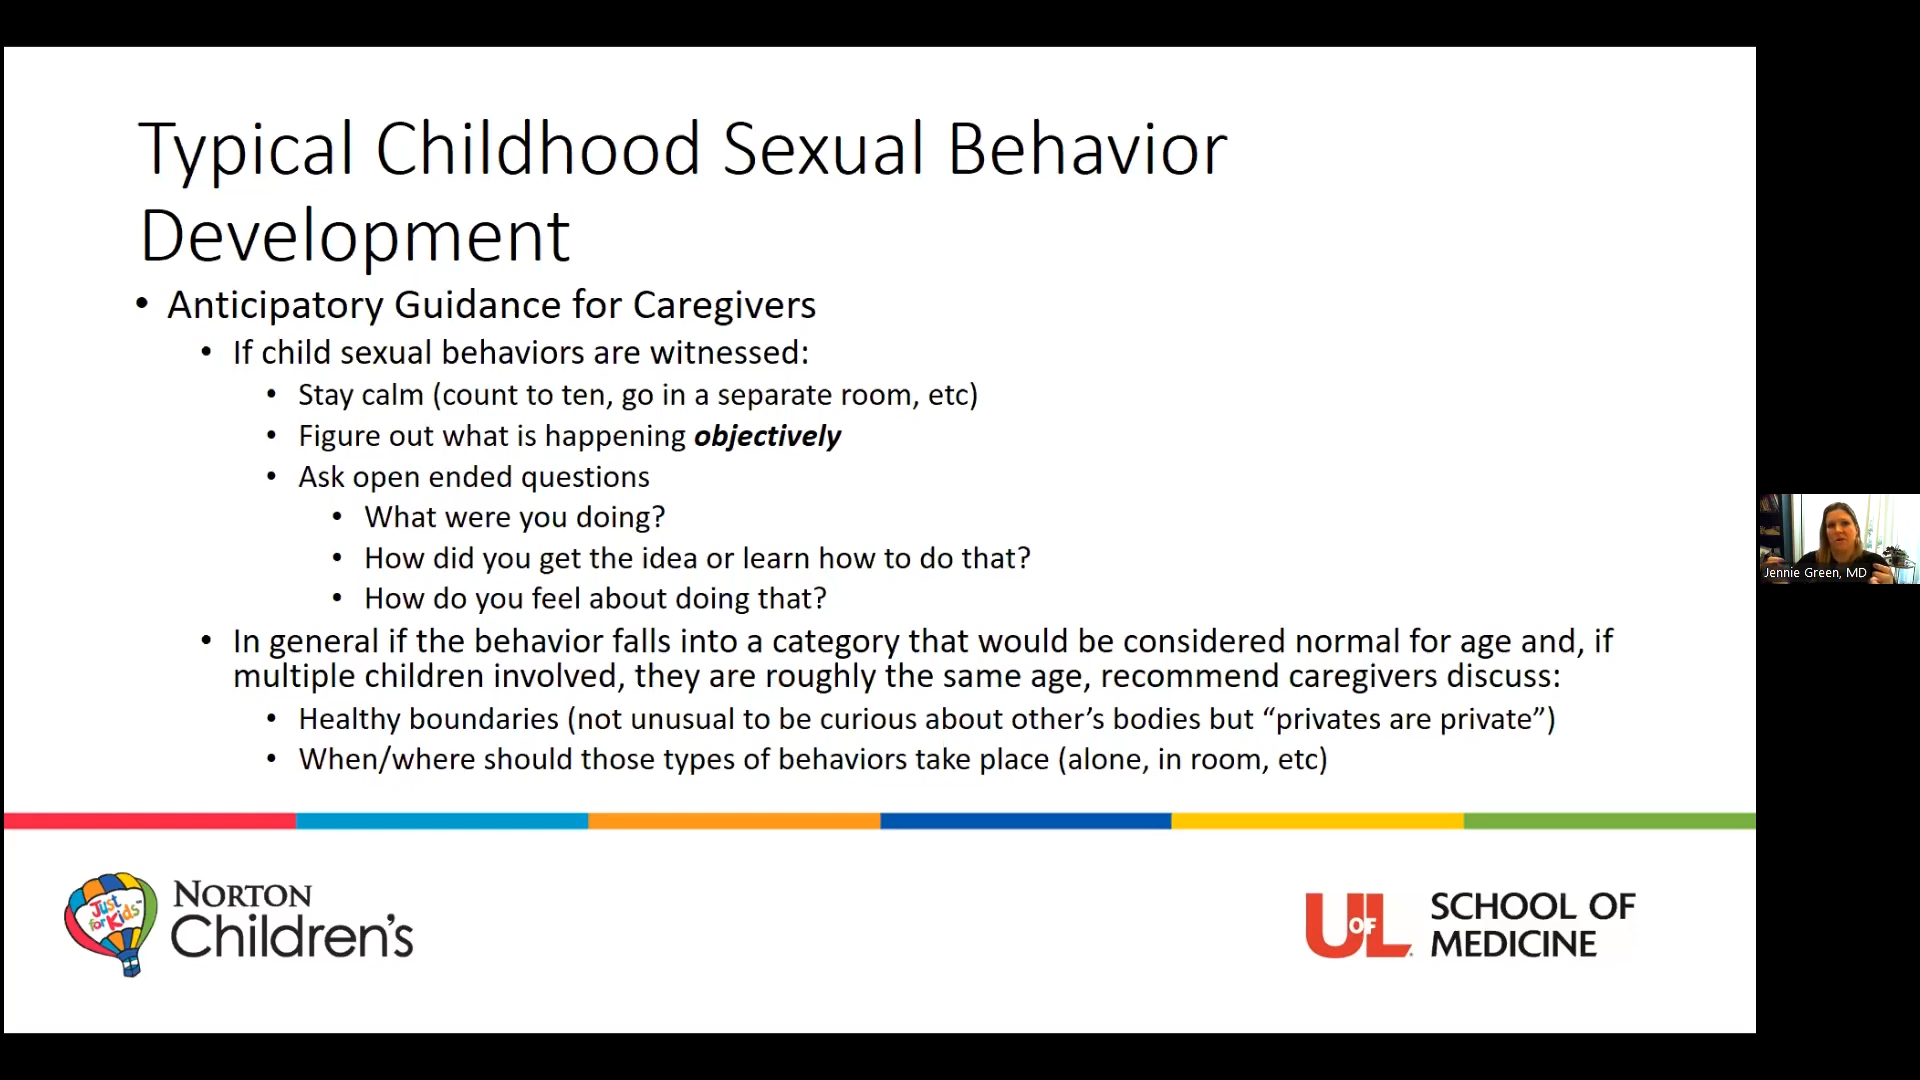 Typical Childhood Sexual Behavior
Development
• Anticipatory Guidance for Caregivers
• If child sexual behaviors are witnessed:
• Stay calm (count to ten, go in a separate room, etc)
• Figure out what is happening objectively
• Ask open ended questions
• What were you doing?
• How did you get the idea or learn how to do that?
• How do you feel about doing that?
• In general if the behavior falls into a category that would be considered normal for age and, if
multiple children involved, they are roughly the same age, recommend caregivers discuss:
• Healthy boundaries (not unusual to be curious about other’s bodies but “privates are private”)
• When/where should those types of behaviors take place (alone, in room, etc)
Jennie Green, MD
Just
for Kids™
NORTON
Children's
UOFL
SCHOOL OF
MEDICINE